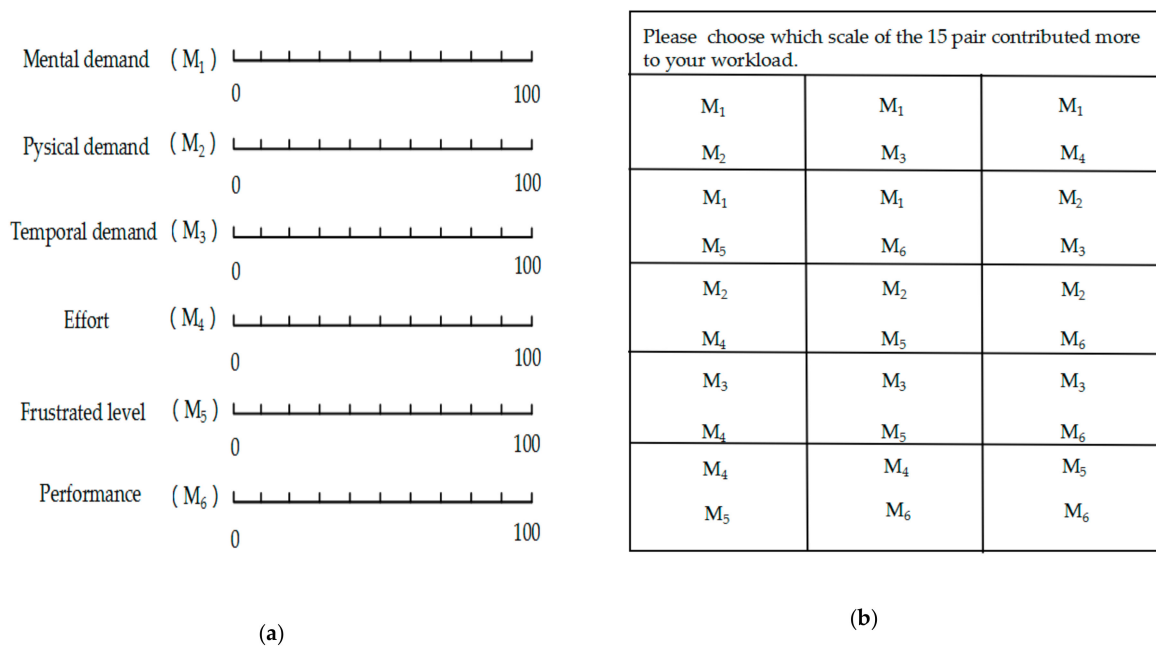 Mental demand (M₁)
0 100
Pysical demand (M₂)
0 100
Temporal demand (M₃)
0 100
Effort (M₄)
0 100
Frustrated level (M₅)
0 100
Performance (M₆)
0 100
(a)
Please choose which scale of the 15 pair contributed more
to your workload.
M₁ M₁ M₁
M₂ M₃ M₄
M₁ M₁ M₂
M₅ M₆ M₃
M₂ M₂ M₂
M₄ M₅ M₆
M₃ M₃ M₃
M₄ M₅ M₆
M₄ M₄ M₅
M₅ M₆ M₆
(b)